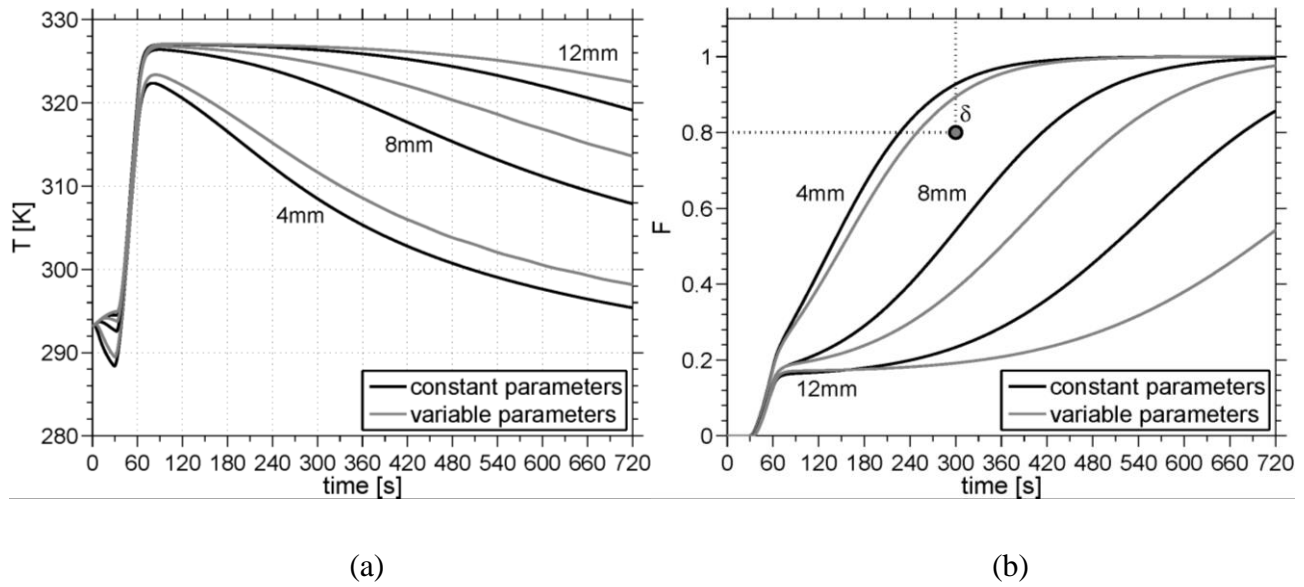 330
320
310
300
290
280
T [K]
12mm
8mm
4mm
constant parameters
variable parameters
0 60 120 180 240 300 360 420 480 540 600 660 720
time [s]
(a)
1
0.8
0.6
0.4
0.2
0
F
δ
4mm
8mm
12mm
constant parameters
variable parameters
0 60 120 180 240 300 360 420 480 540 600 660 720
time [s]
(b)